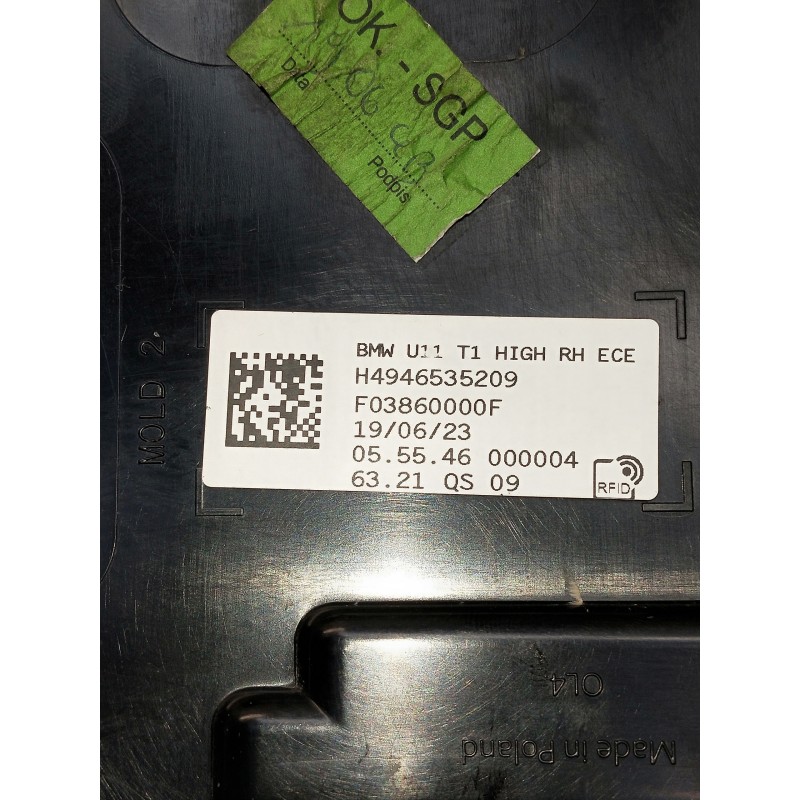 OK. - SGP
Data
Podpis
MOLD 2.
BMW U11 T1 HIGH RH ECE
H4946535209
F03860000F
19/06/23
05.55.46 000004
63.21 QS 09
RFID
OL4
Made in Poland